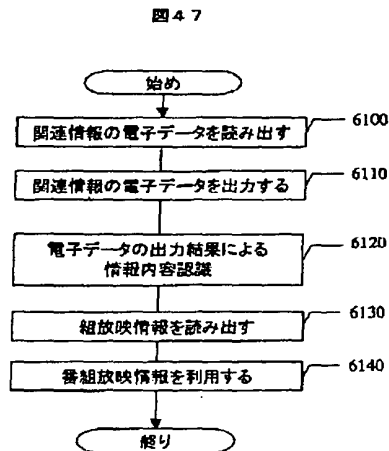 図47
始め
関連情報の電子データを読み出す
6100
関連情報の電子データを出力する
6110
電子データの出力結果による
情報内容認識
6120
組放映情報を読み出す
6130
番組放映情報を利用する
6140
終り